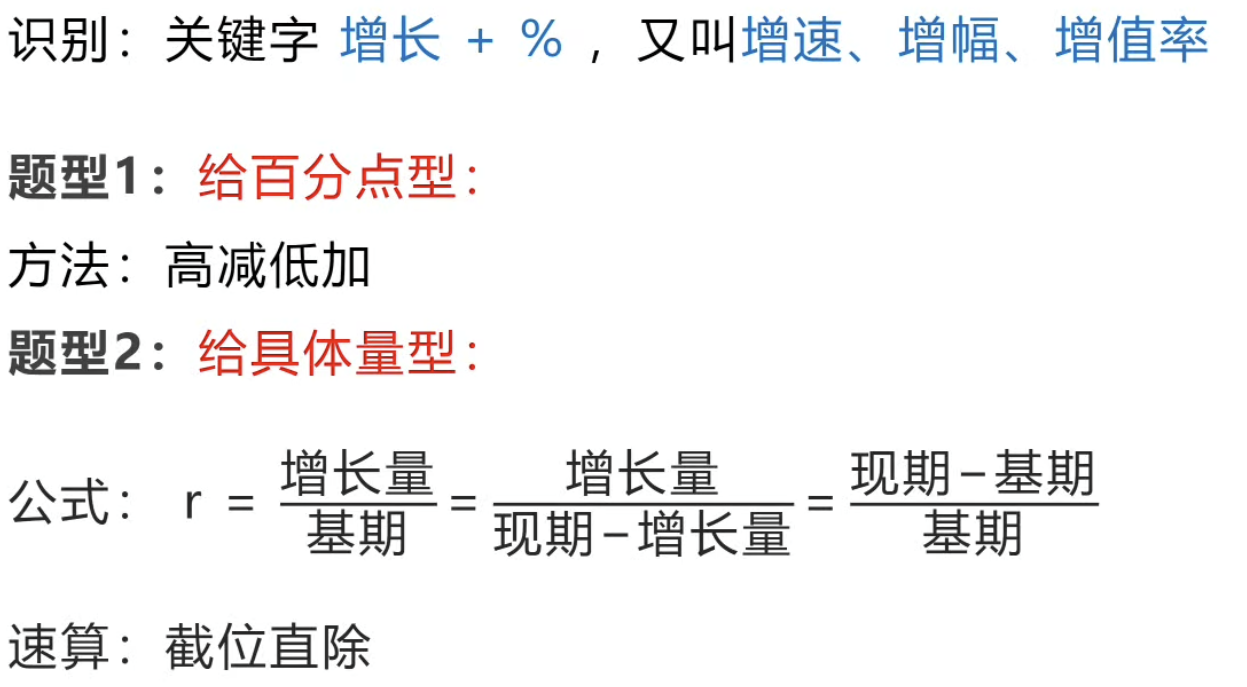 识别：关键字 增长 + % ，又叫增速、增幅、增值率
题型1：给百分点型：
方法：高减低加
题型2：给具体量型：
公式： r = 增长量/基期 = 增长量/(现期-增长量) = (现期-基期)/基期
速算：截位直除